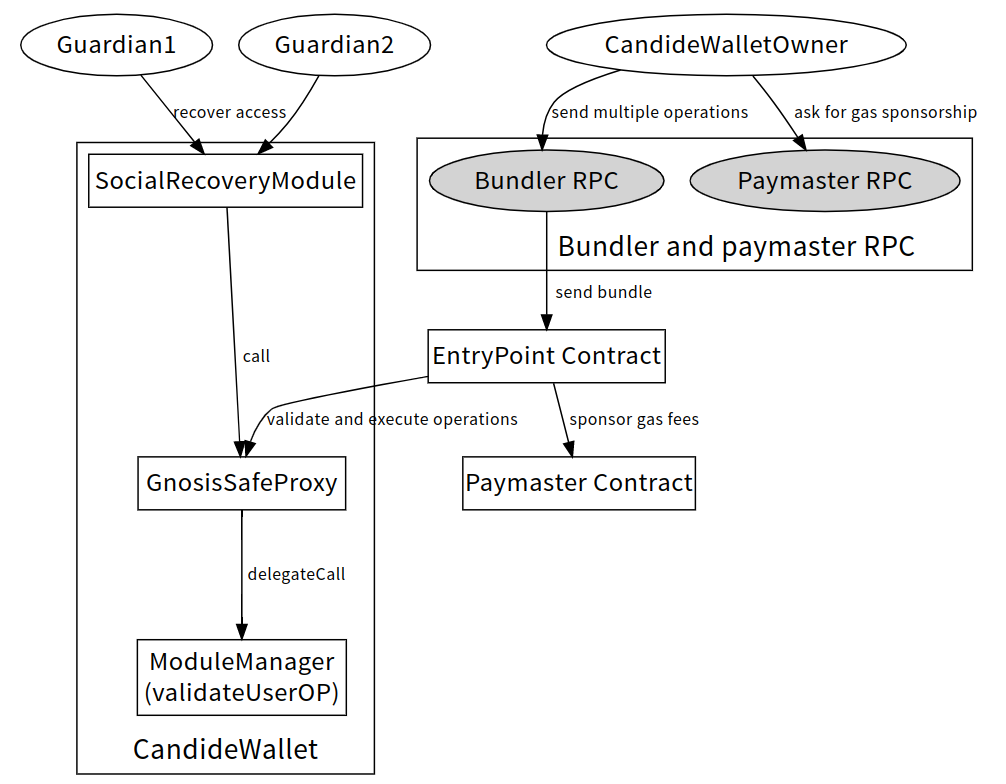 Guardian1
Guardian2
CandideWalletOwner
recover access
send multiple operations
ask for gas sponsorship
SocialRecoveryModule
Bundler RPC
Paymaster RPC
Bundler and paymaster RPC
send bundle
call
EntryPoint Contract
validate and execute operations
sponsor gas fees
GnosisSafeProxy
Paymaster Contract
delegateCall
ModuleManager
(validateUserOP)
CandideWallet